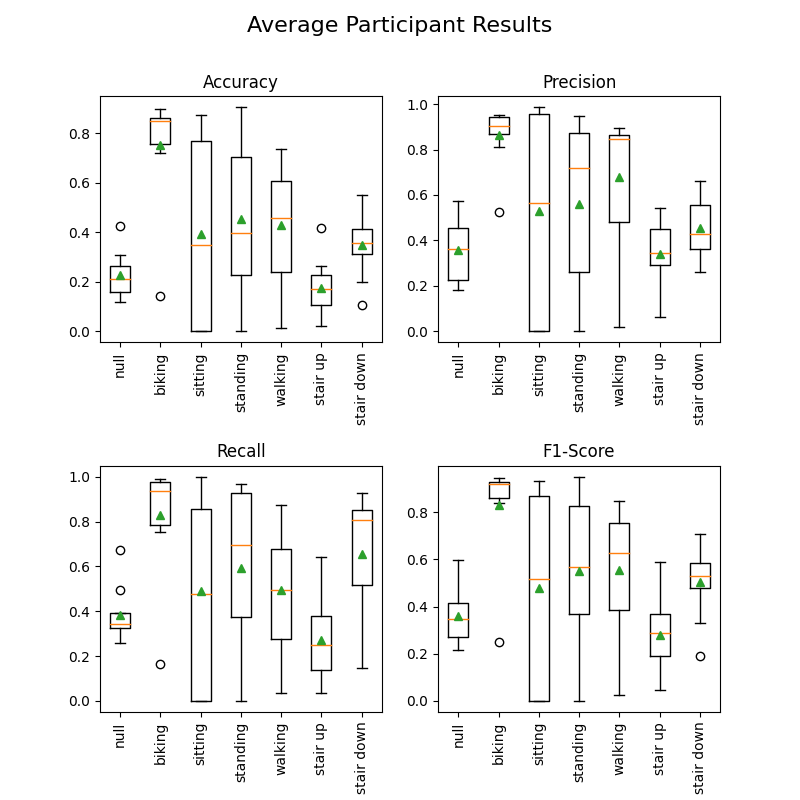 Average Participant Results
Accuracy
0.8
0.6
0.4
0.2
0.0
null
biking
sitting
standing
walking
stair up
stair down
Precision
1.0
0.8
0.6
0.4
0.2
0.0
null
biking
sitting
standing
walking
stair up
stair down
Recall
1.0
0.8
0.6
0.4
0.2
0.0
null
biking
sitting
standing
walking
stair up
stair down
F1-Score
0.8
0.6
0.4
0.2
0.0
null
biking
sitting
standing
walking
stair up
stair down